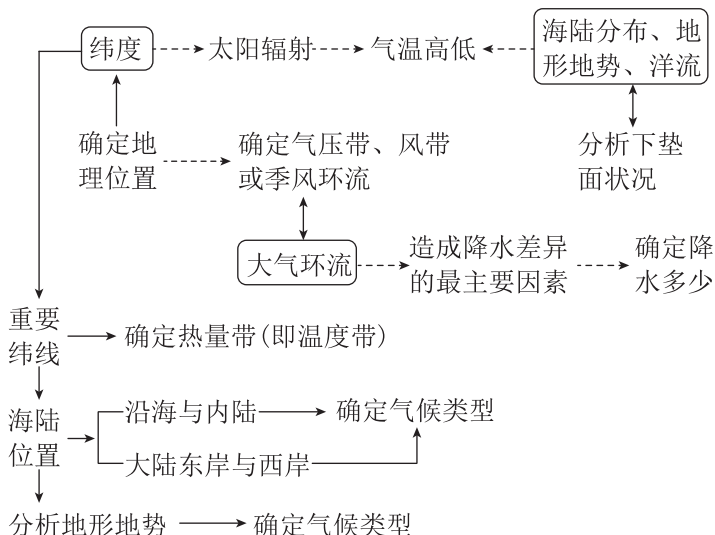 纬度
太阳辐射
气温高低
海陆分布、地
形地势、洋流
确定地
理位置
确定气压带、风带
或季风环流
分析下垫
面状况
大气环流
造成降水差异
的最主要因素
确定降
水多少
重要
纬线
确定热量带(即温度带)
海陆
位置
沿海与内陆
确定气候类型
大陆东岸与西岸
分析地形地势
确定气候类型